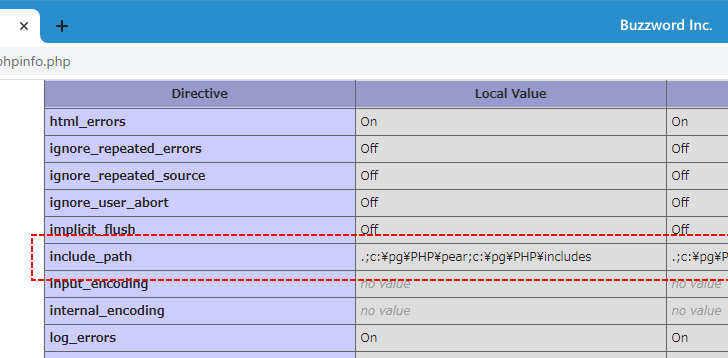 × + Buzzword Inc.
hpinfo.php
Directive Local Value
html_errors On On
ignore_repeated_errors Off Off
ignore_repeated_source Off Off
ignore_user_abort Off Off
implicit_flush Off Off
include_path .;c:¥pg¥PHP¥pear;c:¥pg¥PHP¥includes .;c:¥pg¥P
input_encoding no value no value
internal_encoding no value no value
log_errors On On